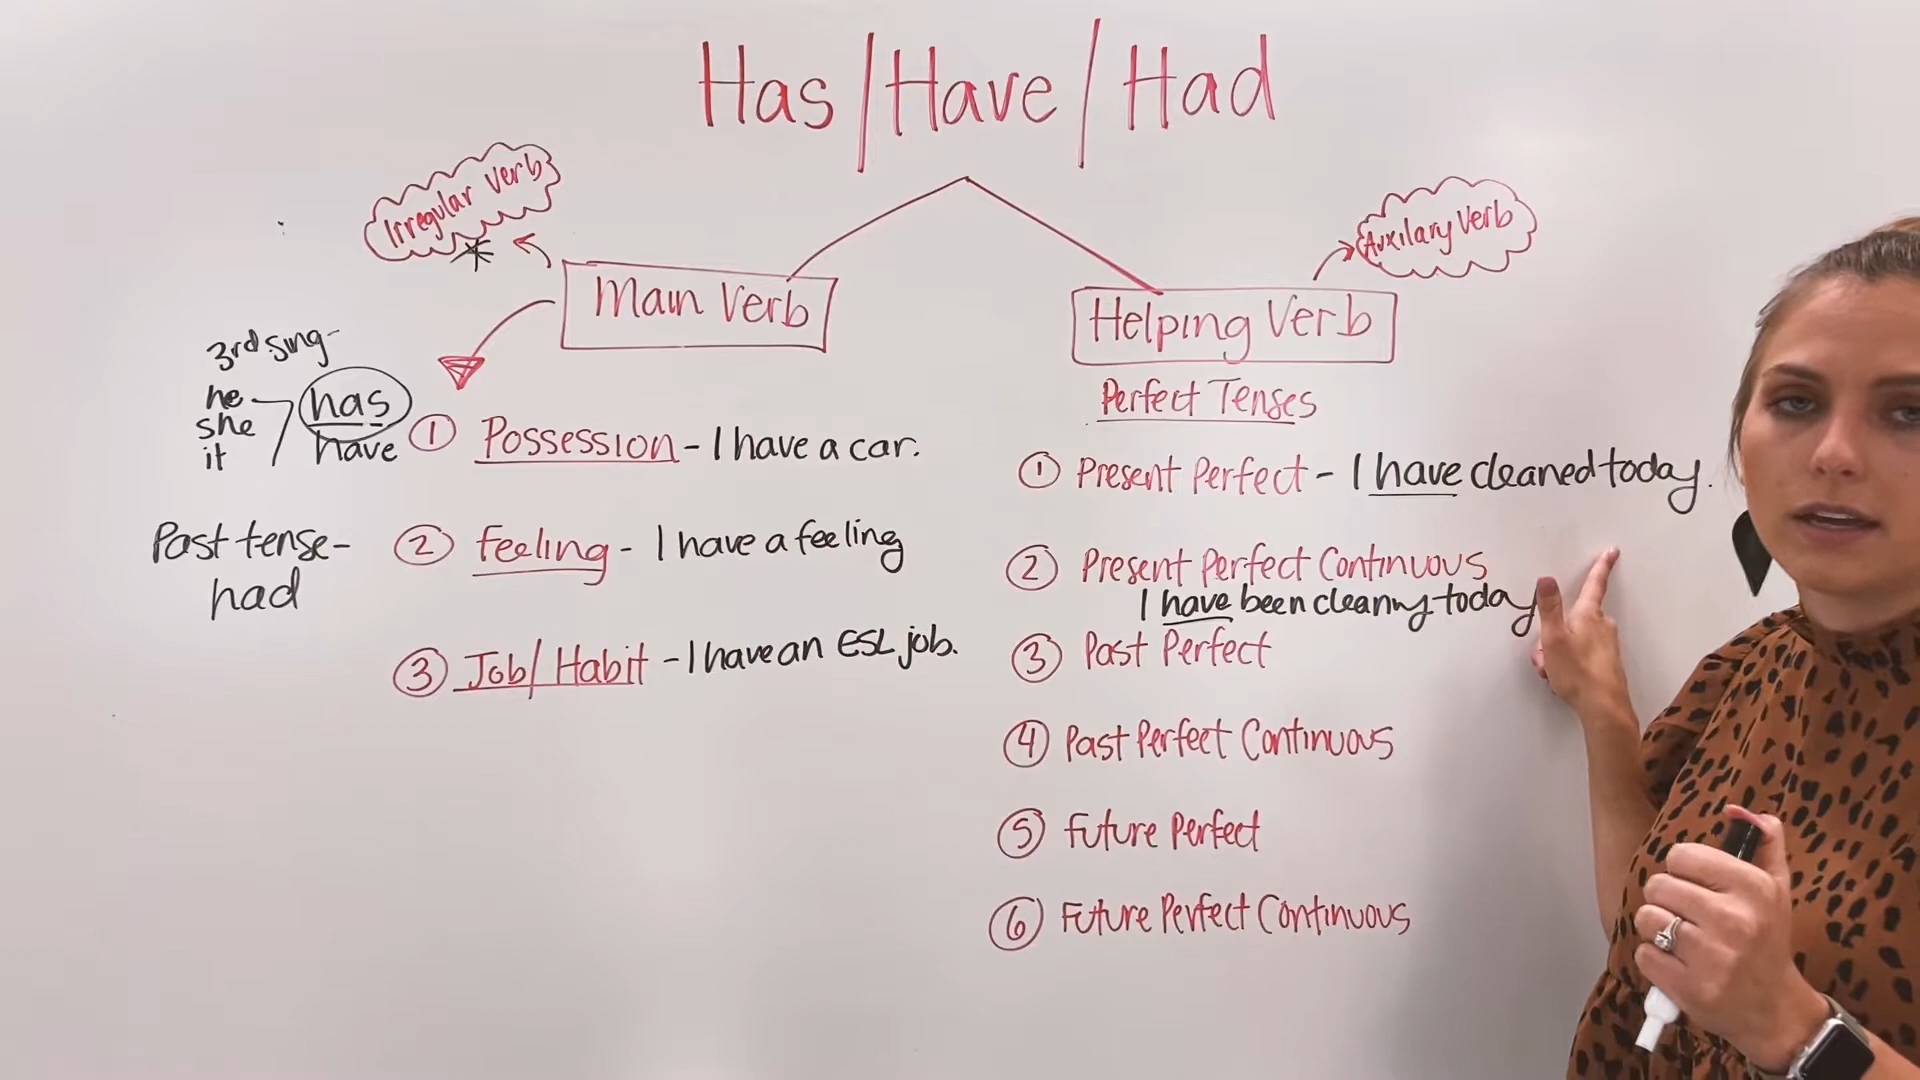 Has/Have/Had
Irregular Verb
Auxilary Verb
Main Verb
Helping Verb
3rd sing-
he
she
it
has
have
Past tense-
had
① Possession - I have a car.
② Feeling - I have a feeling
③ Job/Habit - I have an ESL job.
Perfect Tenses
① Present Perfect - I have cleaned today.
② Present Perfect Continuous
I have been cleaning today
③ Past Perfect
④ Past Perfect Continuous
⑤ Future Perfect
⑥ Future Perfect Continuous